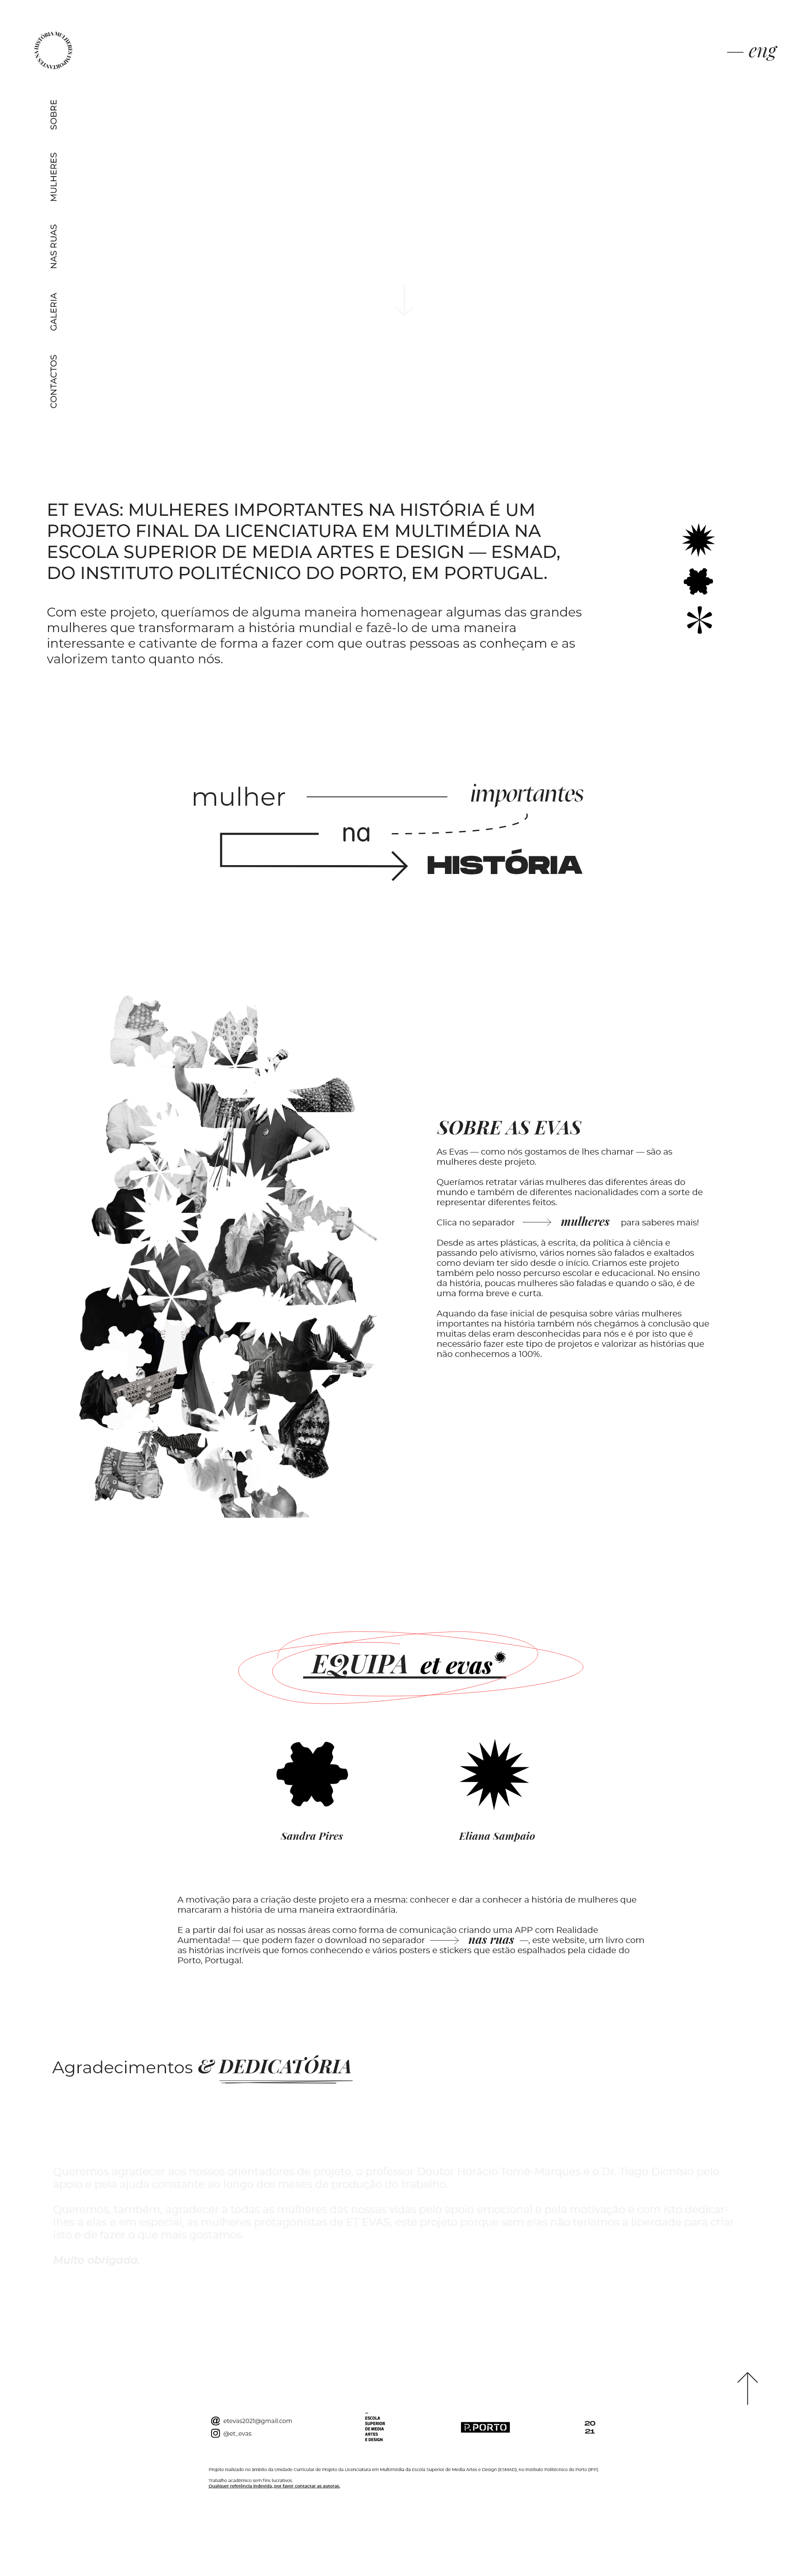 MULHERES IMPORTANTES NA HISTÓRIA
— eng
SOBRE
MULHERES
NAS RUAS
GALERIA
CONTACTOS
ET EVAS: MULHERES IMPORTANTES NA HISTÓRIA É UM
PROJETO FINAL DA LICENCIATURA EM MULTIMÉDIA NA
ESCOLA SUPERIOR DE MEDIA ARTES E DESIGN — ESMAD,
DO INSTITUTO POLITÉCNICO DO PORTO, EM PORTUGAL.
Com este projeto, queríamos de alguma maneira homenagear algumas das grandes
mulheres que transformaram a história mundial e fazê-lo de uma maneira
interessante e cativante de forma a fazer com que outras pessoas as conheçam e as
valorizem tanto quanto nós.
mulher importantes
na
HISTÓRIA
SOBRE AS EVAS
As Evas — como nós gostamos de lhes chamar — são as
mulheres deste projeto.
Queríamos retratar várias mulheres das diferentes áreas do
mundo e também de diferentes nacionalidades com a sorte de
representar diferentes feitos.
Clica no separador mulheres para saberes mais!
Desde as artes plásticas, à escrita, da política à ciência e
passando pelo ativismo, vários nomes são falados e exaltados
como deviam ter sido desde o início. Criamos este projeto
também pelo nosso percurso escolar e educacional. No ensino
da história, poucas mulheres são faladas e quando o são, é de
uma forma breve e curta.
Aquando da fase inicial de pesquisa sobre várias mulheres
importantes na história também nós chegámos à conclusão que
muitas delas eram desconhecidas para nós e é por isto que é
necessário fazer este tipo de projetos e valorizar as histórias que
não conhecemos a 100%.
EQUIPA et evas
Sandra Pires
Eliana Sampaio
A motivação para a criação deste projeto era a mesma: conhecer e dar a conhecer a história de mulheres que
marcaram a história de uma maneira extraordinária.
E a partir daí foi usar as nossas áreas como forma de comunicação criando uma APP com Realidade
Aumentada! — que podem fazer o download no separador nas ruas —, este website, um livro com
as histórias incríveis que fomos conhecendo e vários posters e stickers que estão espalhados pela cidade do
Porto, Portugal.
Agradecimentos & DEDICATÓRIA
Queremos agradecer aos nossos orientadores de projeto, o professor Doutor Horácio Tomé-Marques e o Dr. Tiago Dionísio pelo
apoio e pela ajuda constante ao longo dos meses de produção do trabalho.
Queremos, também, agradecer a todas as mulheres das nossas vidas pelo apoio emocional e pela motivação e com isto dedicar-
lhes a elas e em especial, às mulheres protagonistas de ET EVAS, este projeto porque sem elas não teríamos a liberdade para criar
isto e de fazer o que mais gostamos.
Muito obrigada.
etevas2021@gmail.com
@et_evas
ESCOLA
SUPERIOR
DE MEDIA
ARTES
E DESIGN
P.PORTO
20
21
Projeto realizado no âmbito da Unidade Curricular de Projeto da Licenciatura em Multimédia da Escola Superior de Media Artes e Design (ESMAD), no Instituto Politécnico do Porto (IPP).
Trabalho académico sem fins lucrativos.
Qualquer referência indevida, por favor contactar as autoras.